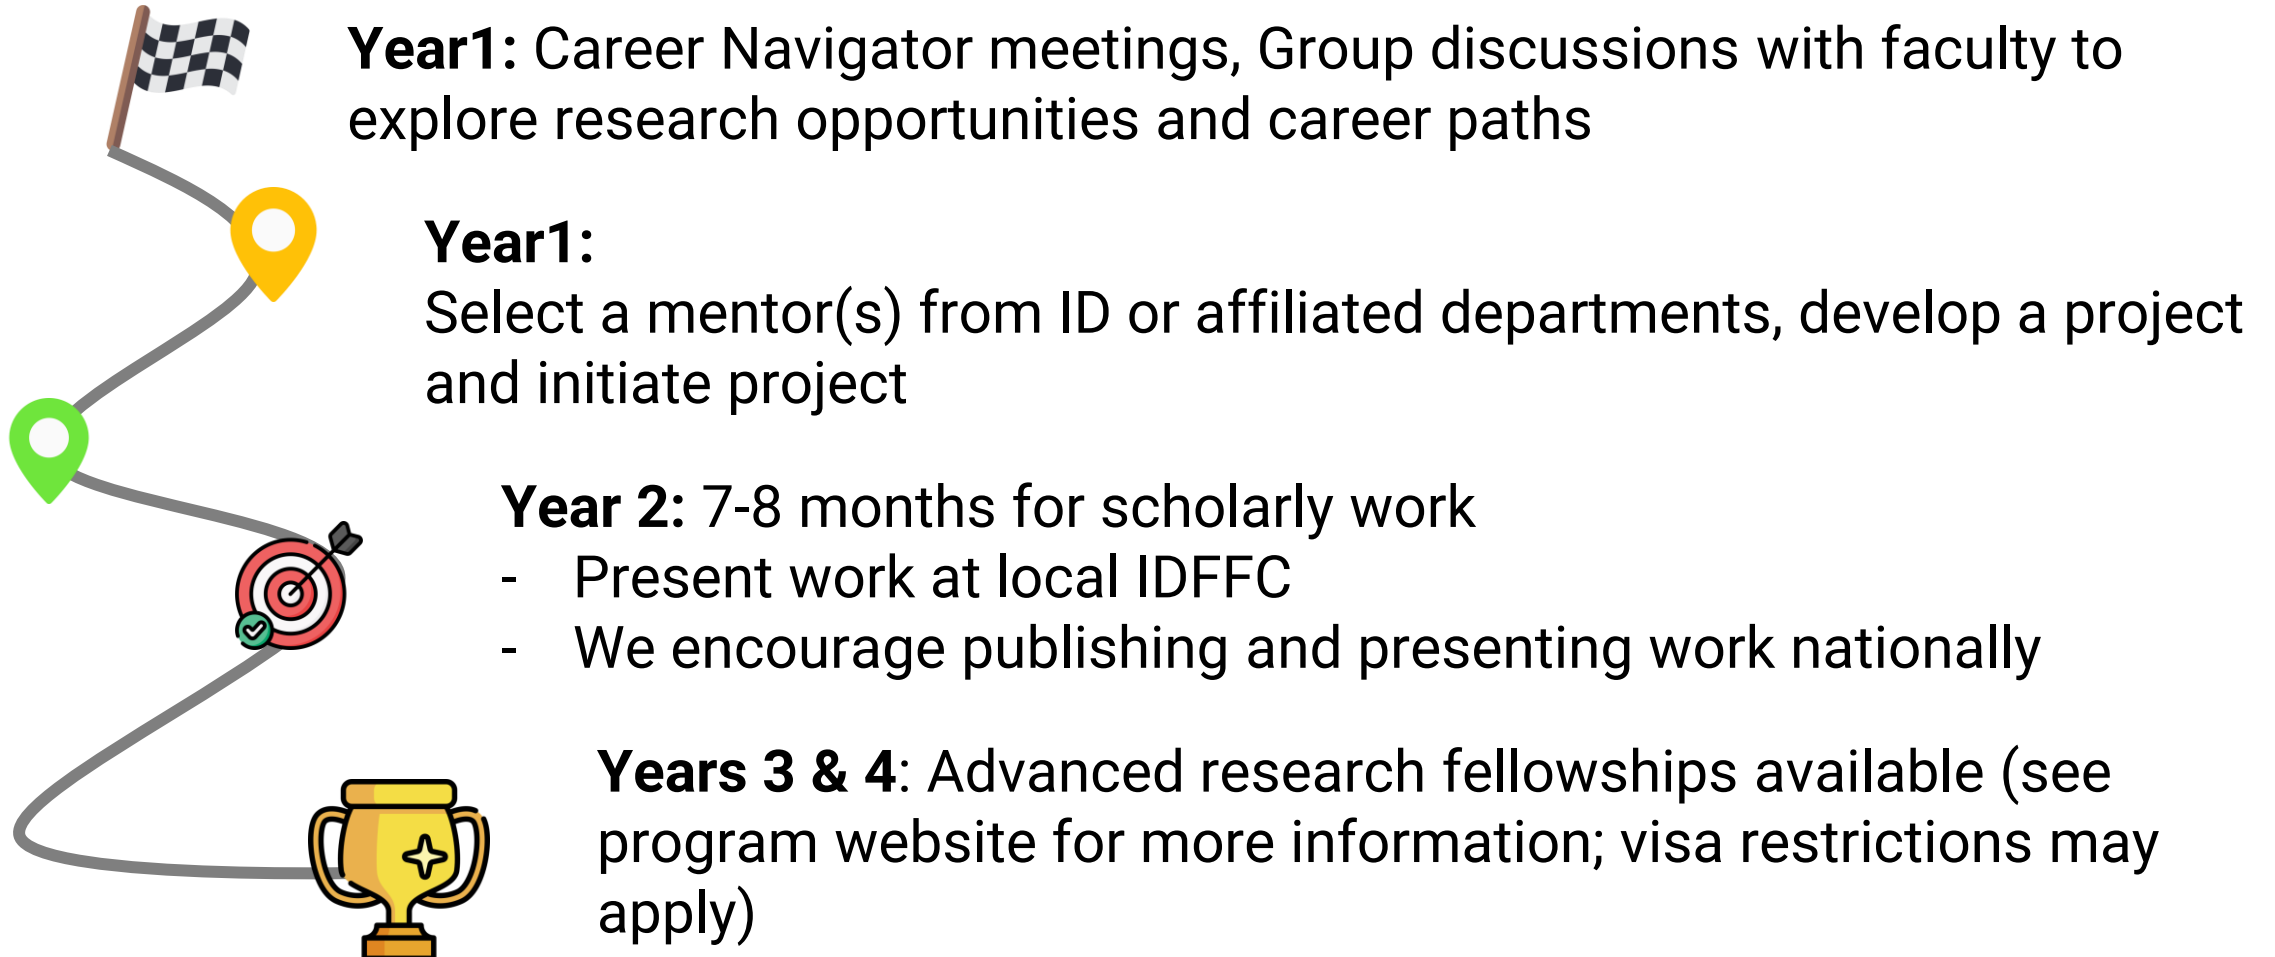 Year1: Career Navigator meetings, Group discussions with faculty to
explore research opportunities and career paths
Year1:
Select a mentor(s) from ID or affiliated departments, develop a project
and initiate project
Year 2: 7-8 months for scholarly work
- Present work at local IDFFC
- We encourage publishing and presenting work nationally
Years 3 & 4: Advanced research fellowships available (see
program website for more information; visa restrictions may
apply)